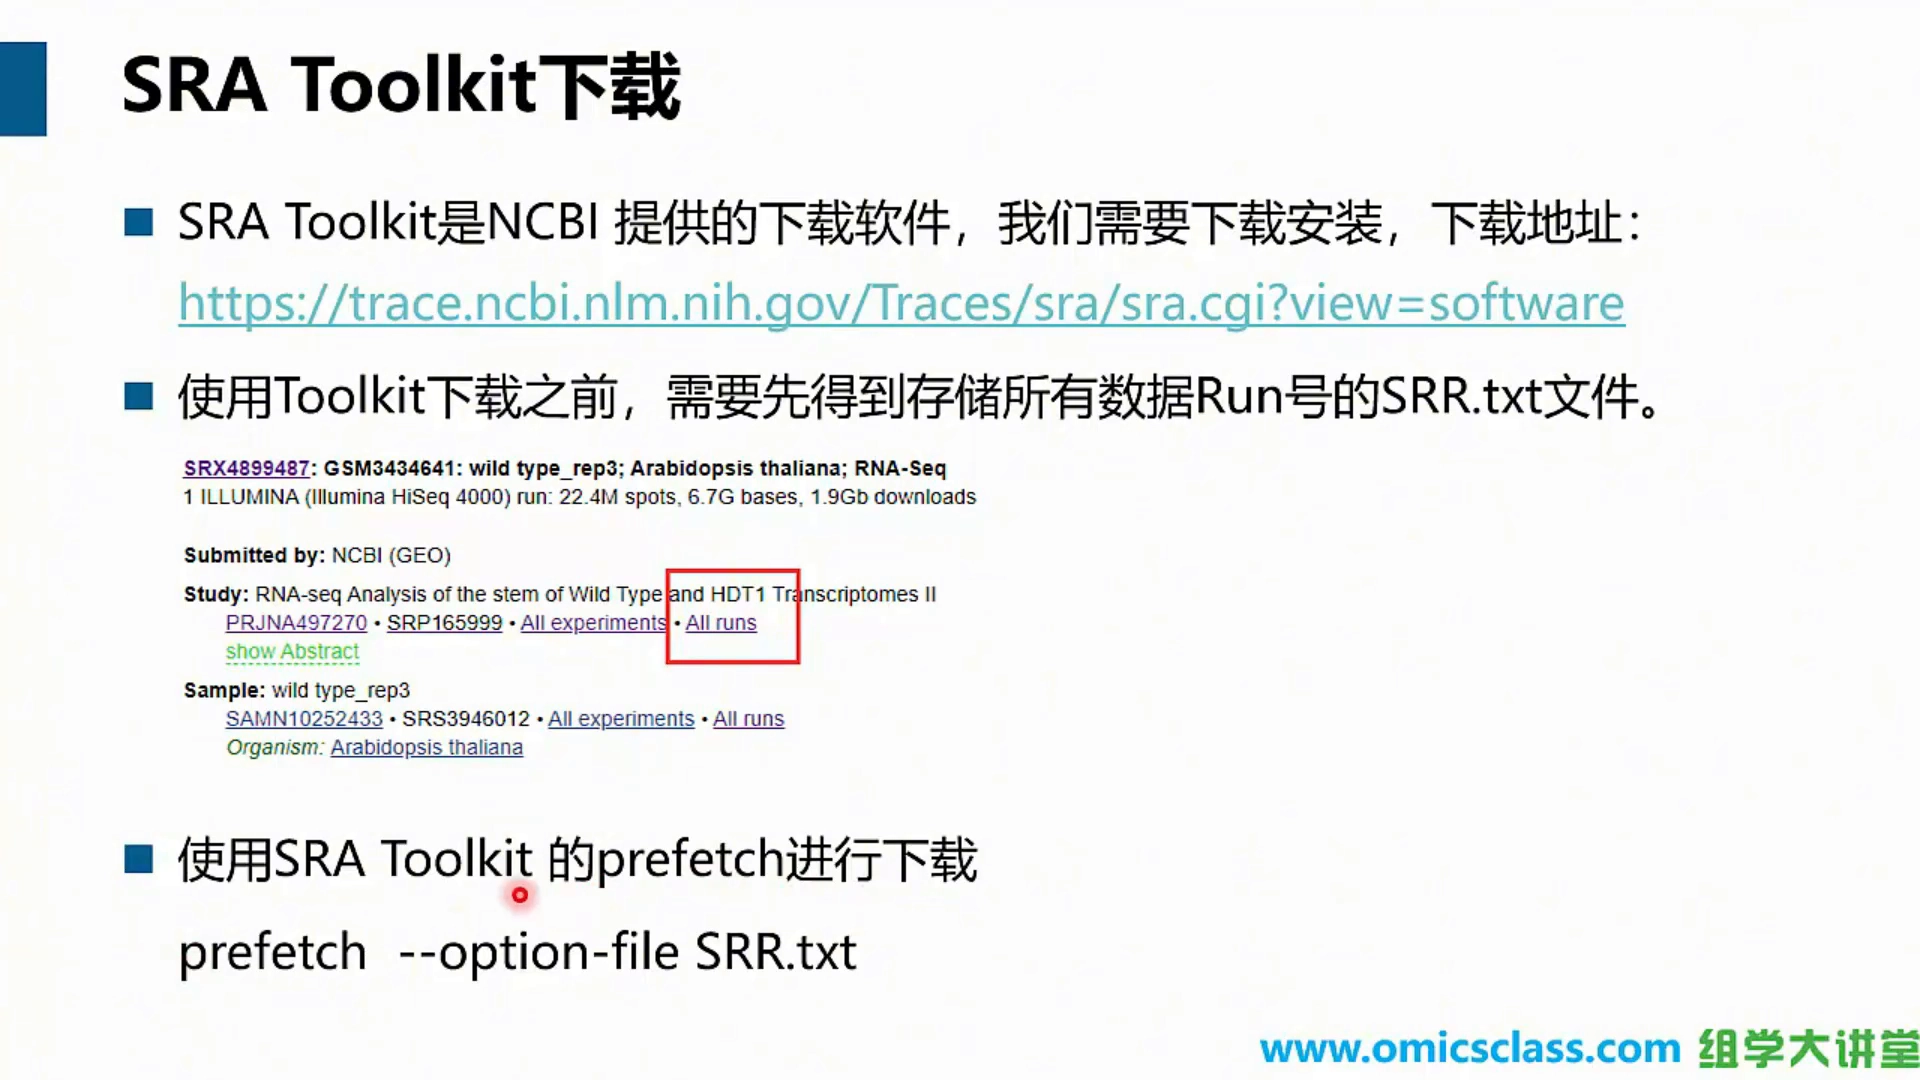 SRA Toolkit下载
SRA Toolkit是NCBI 提供的下载软件，我们需要下载安装，下载地址：
https://trace.ncbi.nlm.nih.gov/Traces/sra/sra.cgi?view=software
使用Toolkit下载之前，需要先得到存储所有数据Run号的SRR.txt文件。
SRX4899487: GSM3434641: wild type_rep3; Arabidopsis thaliana; RNA-Seq
1 ILLUMINA (Illumina HiSeq 4000) run: 22.4M spots, 6.7G bases, 1.9Gb downloads
Submitted by: NCBI (GEO)
Study: RNA-seq Analysis of the stem of Wild Type and HDT1 Transcriptomes II
PRJNA497270 • SRP165999 • All experiments • All runs
show Abstract
Sample: wild type_rep3
SAMN10252433 • SRS3946012 • All experiments • All runs
Organism: Arabidopsis thaliana
使用SRA Toolkit 的prefetch进行下载
prefetch  --option-file SRR.txt
www.omicsclass.com 组学大讲堂